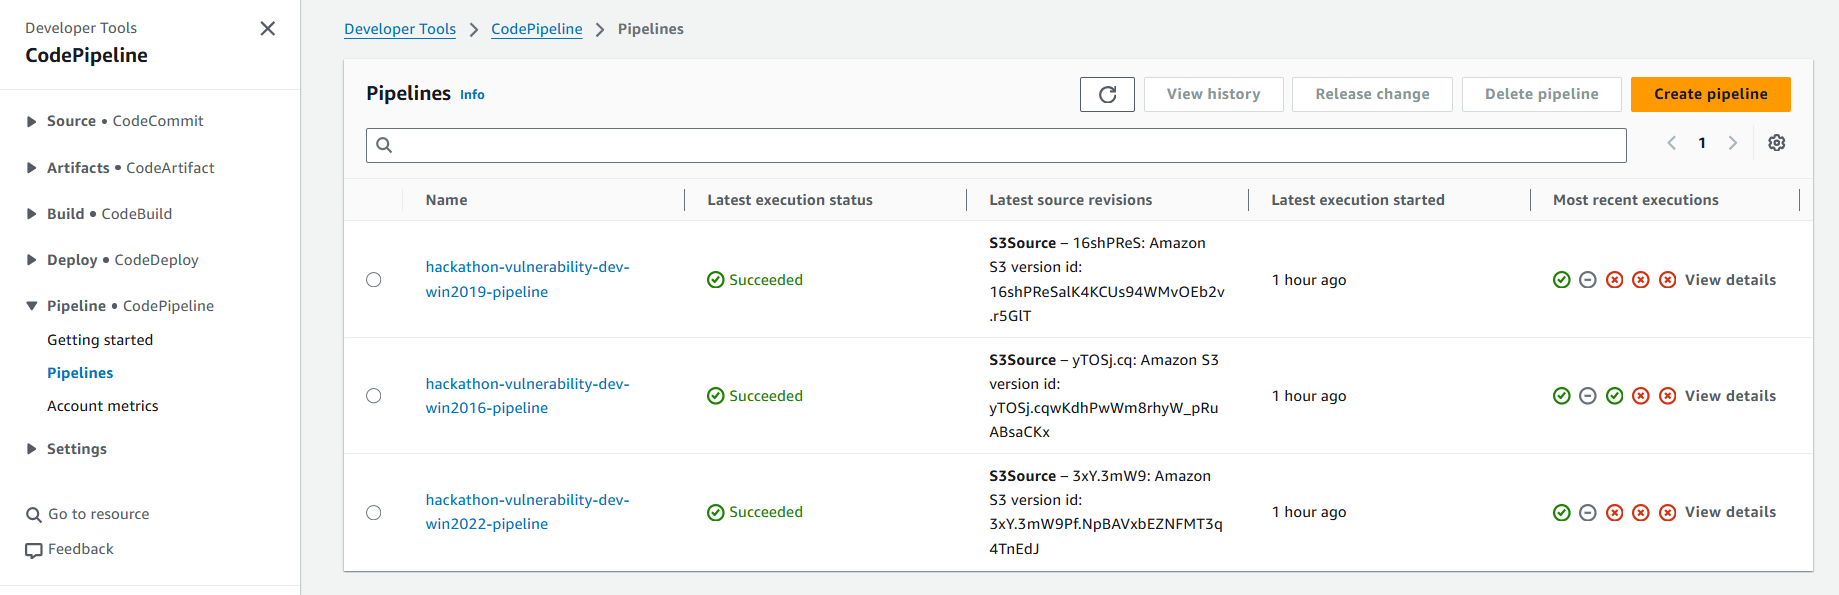 Developer Tools
CodePipeline
Source • CodeCommit
Artifacts • CodeArtifact
Build • CodeBuild
Deploy • CodeDeploy
Pipeline • CodePipeline
Getting started
Pipelines
Account metrics
Settings
Go to resource
Feedback
Developer Tools > CodePipeline > Pipelines
Pipelines Info
View history
Release change
Delete pipeline
Create pipeline
1
Name
Latest execution status
Latest source revisions
Latest execution started
Most recent executions
hackathon-vulnerability-dev-
win2019-pipeline
Succeeded
S3Source – 16shPReS: Amazon
S3 version id:
16shPReSalK4KCUs94WMvOEb2v
.r5GlT
1 hour ago
View details
hackathon-vulnerability-dev-
win2016-pipeline
Succeeded
S3Source – yTOSj.cq: Amazon S3
version id:
yTOSj.cqwKdhPwWm8rhyW_pRu
ABsaCKx
1 hour ago
View details
hackathon-vulnerability-dev-
win2022-pipeline
Succeeded
S3Source – 3xY.3mW9: Amazon
S3 version id:
3xY.3mW9Pf.NpBAVxbEZNFMT3q
4TnEdJ
1 hour ago
View details